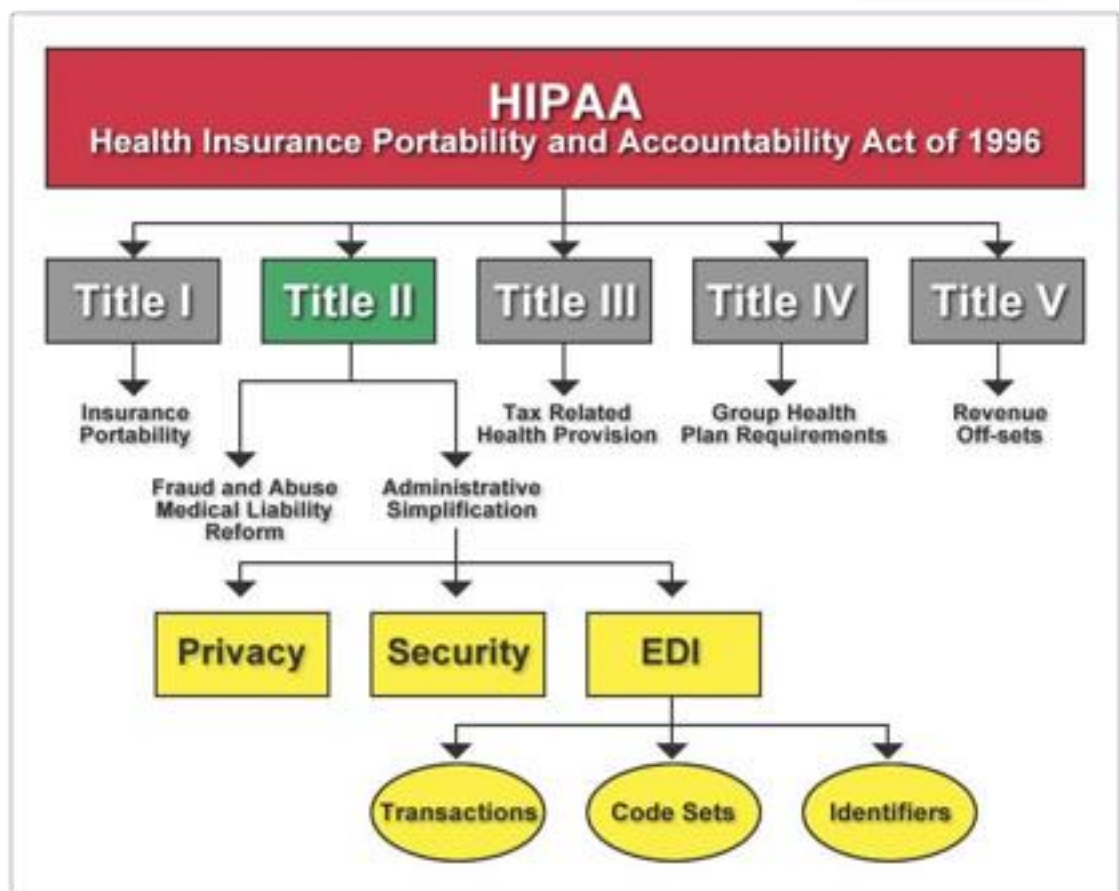 HIPAA
Health Insurance Portability and Accountability Act of 1996
Title I
Title II
Title III
Title IV
Title V
Insurance
Portability
Tax Related
Health Provision
Group Health
Plan Requirements
Revenue
Off-sets
Fraud and Abuse
Medical Liability
Reform
Administrative
Simplification
Privacy
Security
EDI
Transactions
Code Sets
Identifiers